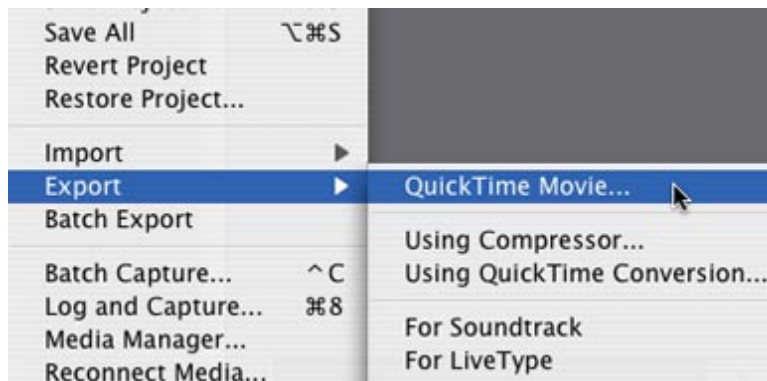 Save All ⌥⌘S
Revert Project
Restore Project...
Import
Export
Batch Export
Batch Capture... ^C
Log and Capture... ⌘8
Media Manager...
Reconnect Media...
QuickTime Movie...
Using Compressor...
Using QuickTime Conversion...
For Soundtrack
For LiveType